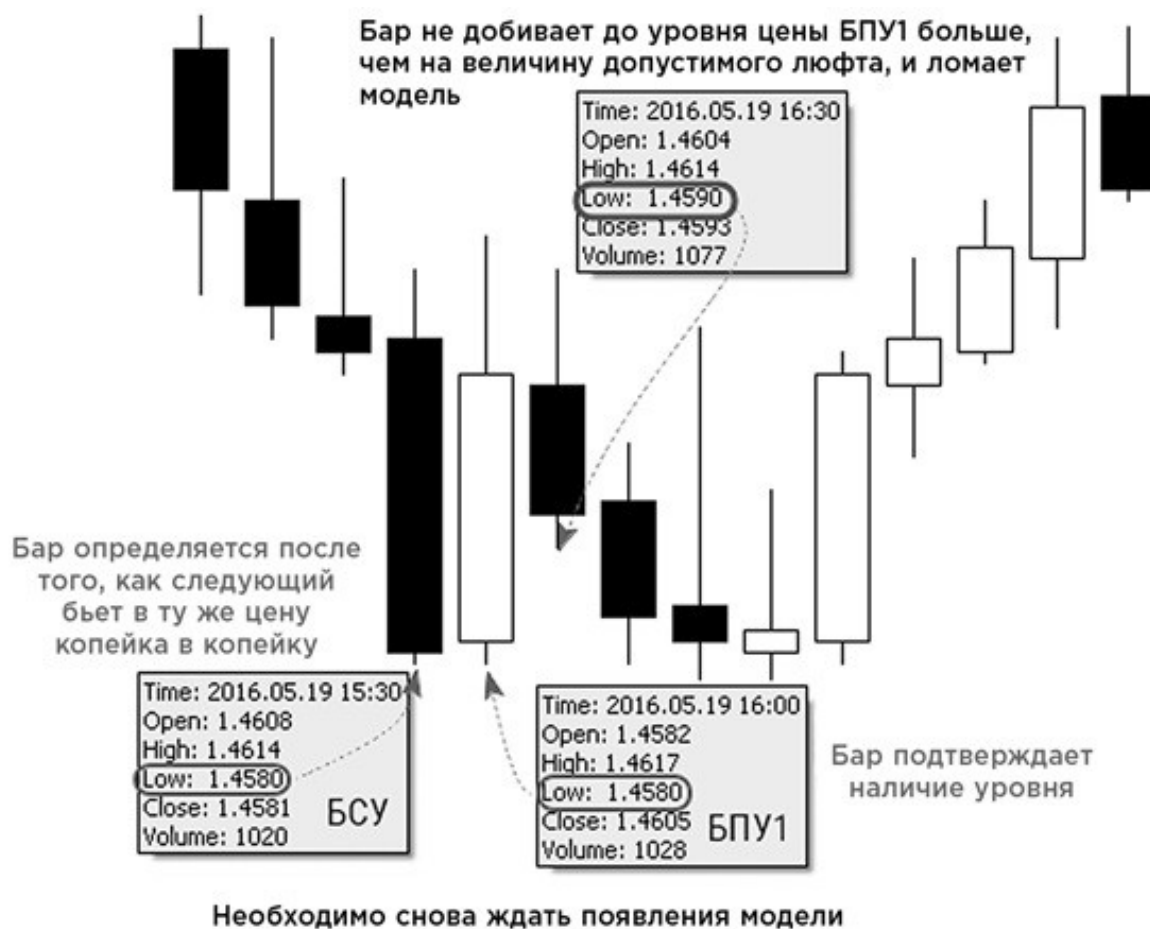 Бар не добивает до уровня цены БПУ1 больше,
чем на величину допустимого люфта, и ломает
модель
Time: 2016.05.19 16:30
Open: 1.4604
High: 1.4614
Low: 1.4590
Close: 1.4593
Volume: 1077
Бар определяется после
того, как следующий
бьет в ту же цену
копейка в копейку
Time: 2016.05.19 15:30
Open: 1.4608
High: 1.4614
Low: 1.4580
Close: 1.4581
Volume: 1020
БСУ
Time: 2016.05.19 16:00
Open: 1.4582
High: 1.4617
Low: 1.4580
Close: 1.4605
Volume: 1028
БПУ1
Бар подтверждает
наличие уровня
Необходимо снова ждать появления модели